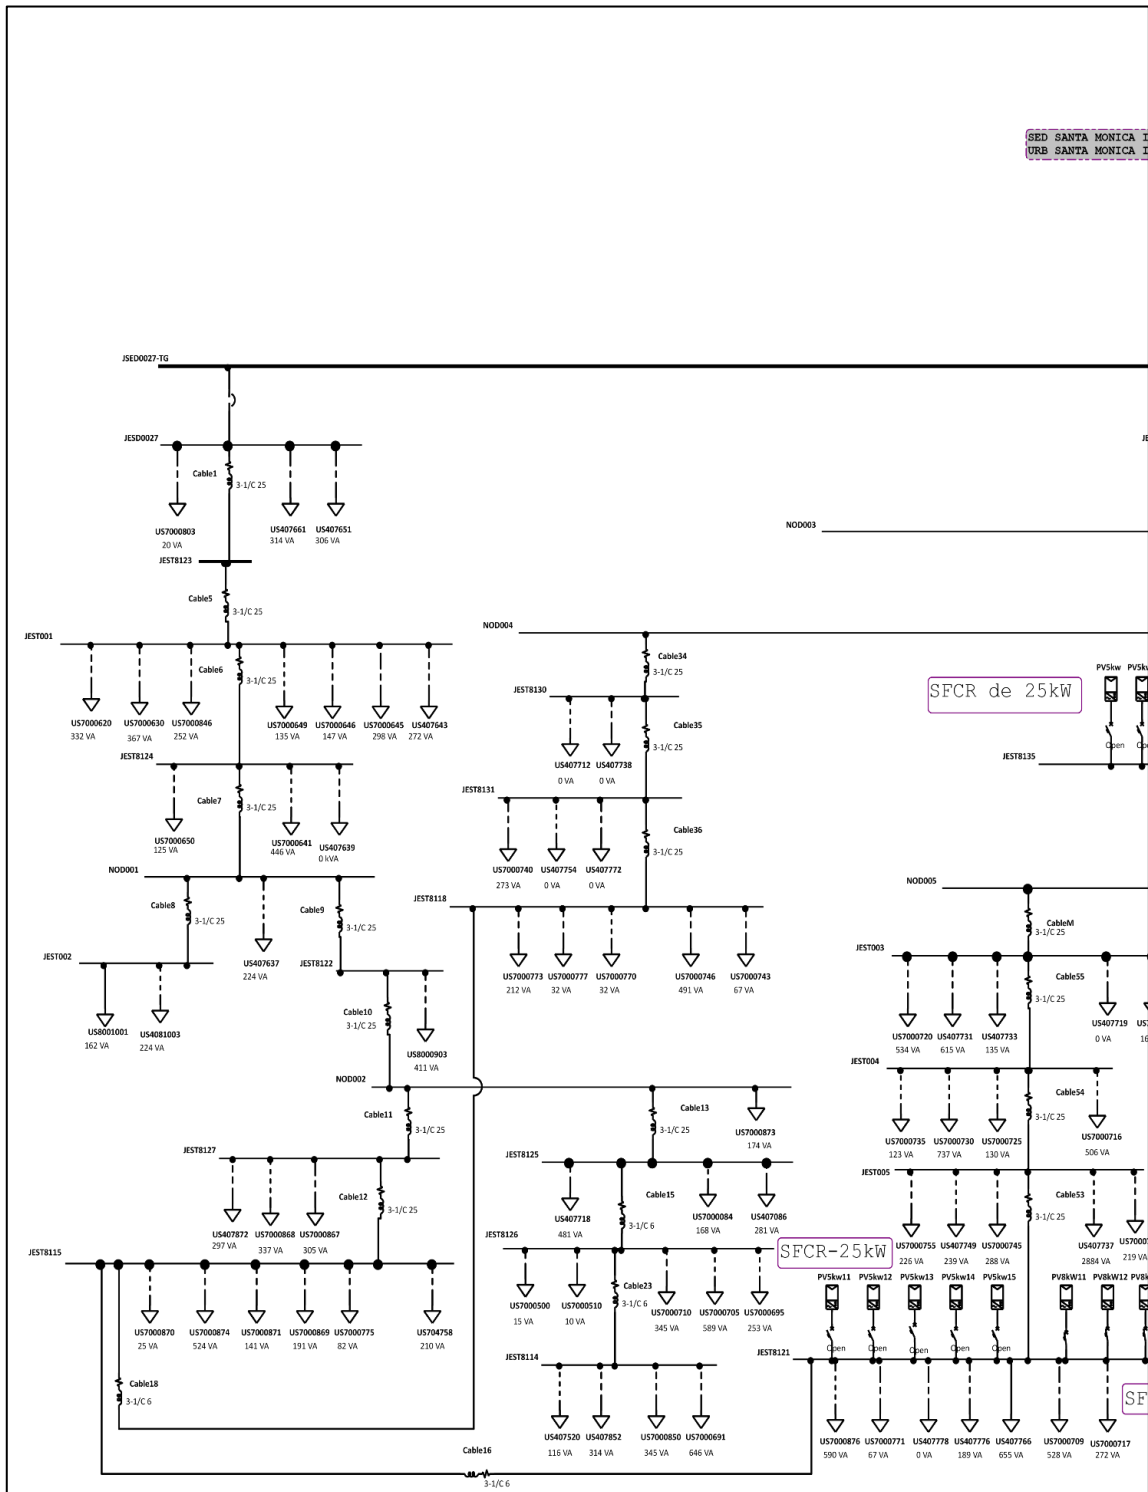 SED SANTA MONICA I
URB SANTA MONICA I
JSED0027-TG
JESD0027
Cable1
3-1/C 25
US7000803
20 VA
US407661
314 VA
US407651
306 VA
NOD003
JEST8123
Cable5
3-1/C 25
JEST001
Cable6
3-1/C 25
US7000620
332 VA
US7000630
367 VA
US7000846
252 VA
US7000649
135 VA
US7000646
147 VA
US7000645
298 VA
US407643
272 VA
JEST8124
Cable7
3-1/C 25
US7000650
125 VA
US7000641
446 VA
US407639
0 kVA
NOD001
Cable8
3-1/C 25
Cable9
3-1/C 25
US407637
224 VA
JEST002
US8001001
162 VA
US4081003
224 VA
JEST8122
Cable10
3-1/C 25
US8000903
411 VA
NOD002
Cable11
3-1/C 25
Cable13
3-1/C 25
US7000873
174 VA
JEST8127
US407872
297 VA
US7000868
337 VA
US7000867
305 VA
Cable12
3-1/C 25
JEST8115
US7000870
25 VA
US7000874
524 VA
US7000871
141 VA
US7000869
191 VA
US7000775
82 VA
US704758
210 VA
Cable18
3-1/C 6
Cable16
3-1/C 6
NOD004
Cable34
3-1/C 25
JEST8130
US407712
0 VA
US407738
0 VA
Cable35
3-1/C 25
JEST8131
US7000740
273 VA
US407754
0 VA
US407772
0 VA
Cable36
3-1/C 25
JEST8118
US7000773
212 VA
US7000777
32 VA
US7000770
32 VA
US7000746
491 VA
US7000743
67 VA
JEST8125
US407718
481 VA
Cable15
3-1/C 6
US7000084
168 VA
US407086
281 VA
JEST8126
US7000500
15 VA
US7000510
10 VA
Cable23
3-1/C 6
US7000710
345 VA
US7000705
589 VA
US7000695
253 VA
JEST8114
US407520
116 VA
US407852
314 VA
US7000850
345 VA
US7000691
646 VA
SFCR de 25kW
PV5kw
PV5kw
Open
JEST8135
NOD005
CableM
3-1/C 25
JEST003
Cable55
3-1/C 25
US7000720
534 VA
US407731
615 VA
US407733
135 VA
US407719
0 VA
JEST004
Cable54
3-1/C 25
US7000735
123 VA
US7000730
737 VA
US7000725
130 VA
US7000716
506 VA
JEST005
Cable53
3-1/C 25
US7000755
226 VA
US407749
239 VA
US7000745
288 VA
US407737
2884 VA
219 VA
SFCR-25kW
PV5kw11
PV5kw12
PV5kw13
PV5kw14
PV5kw15
PV8kW11
PV8kW12
Open
Open
Open
Open
Open
JEST8121
US7000876
590 VA
US7000771
67 VA
US407778
0 VA
US407776
189 VA
US407766
655 VA
US7000709
528 VA
US7000717
272 VA
SF